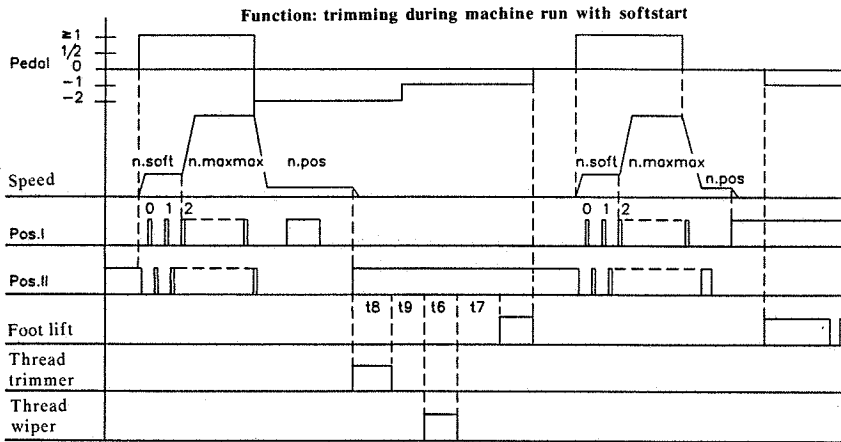 Function: trimming during machine run with softstart
≥1
1/2
Pedal 0
-1
-2
n.soft n.maxmax n.pos n.soft n.maxmax n.pos
Speed
0 1 2 0 1 2
Pos.I
Pos.II
t8 t9 t6 t7
Foot lift
Thread
trimmer
Thread
wiper